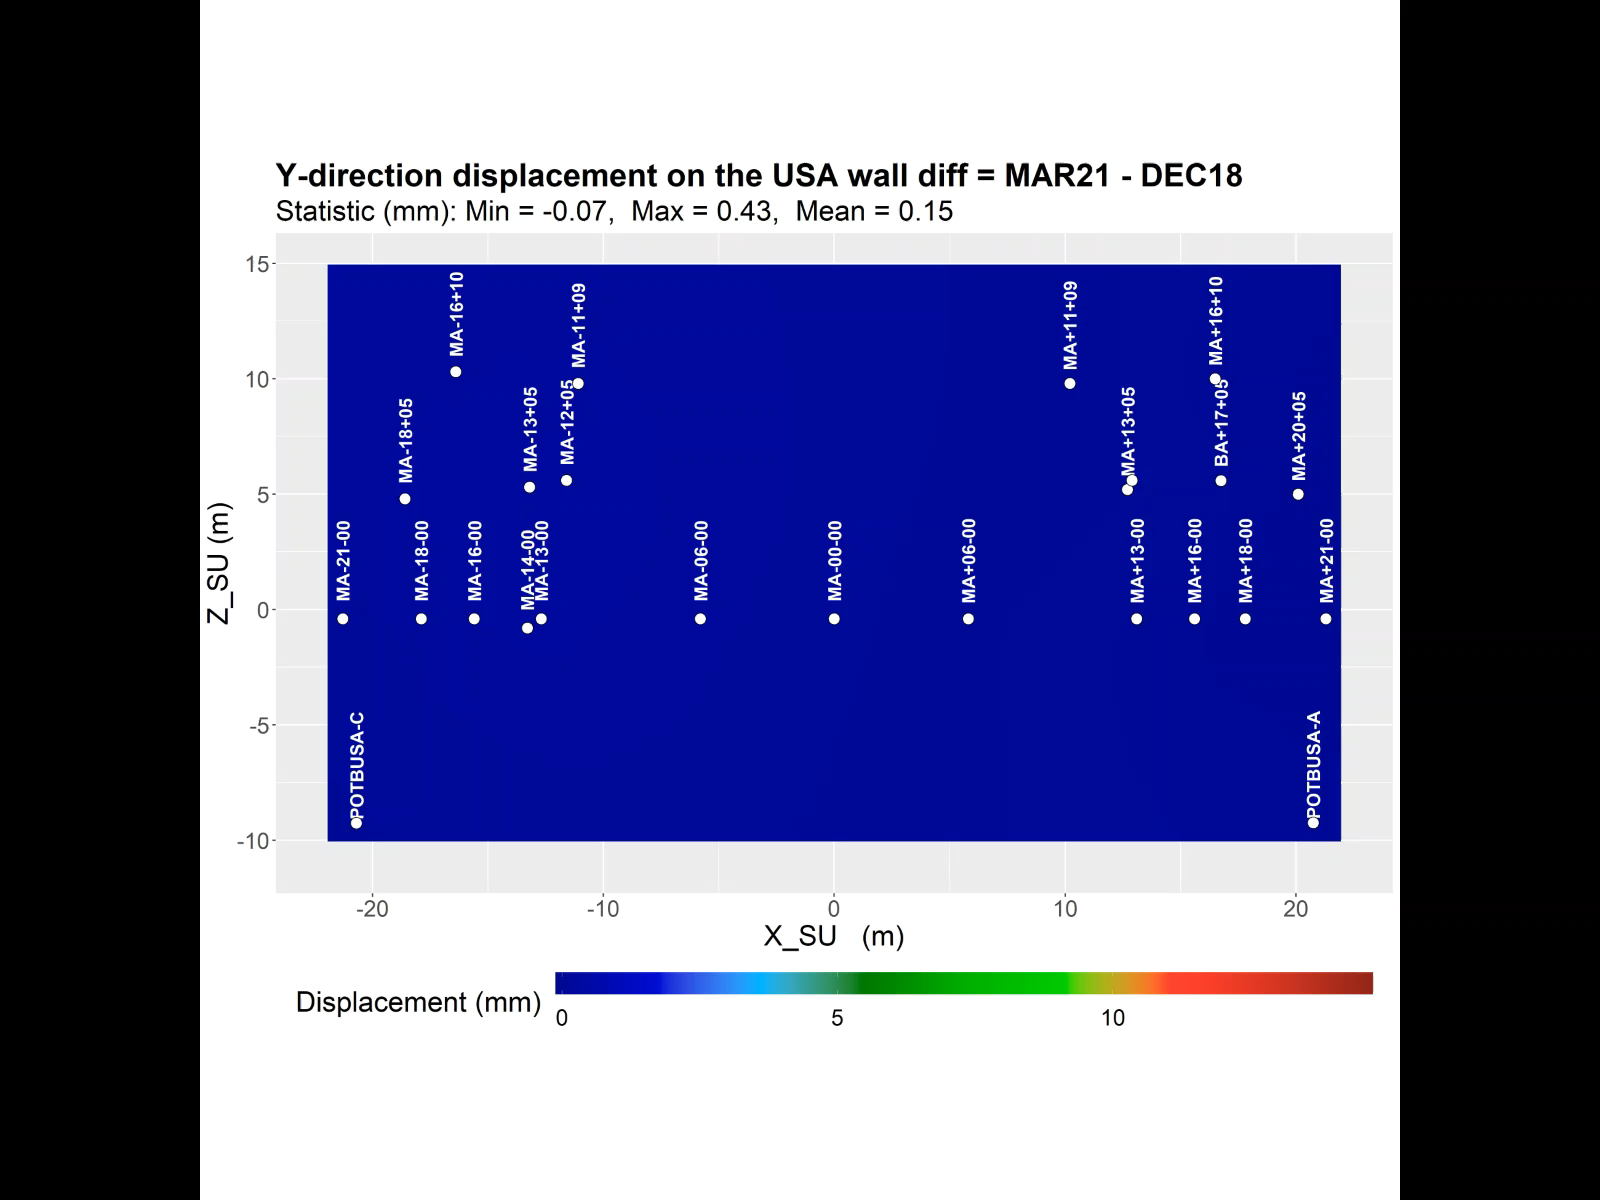 Y-direction displacement on the USA wall diff = MAR21 - DEC18
Statistic (mm): Min = -0.07, Max = 0.43, Mean = 0.15
15
10
5
0
-5
-10
Z_SU (m)
MA-16+10
MA-11+09
MA+11+09
MA+16+10
MA-18+05
MA-13+05
MA-12+05
MA+13+05
BA+17+05
MA+20+05
MA-21-00
MA-18-00
MA-16-00
MA-14-00
MA-13-00
MA-06-00
MA-00-00
MA+06-00
MA+13-00
MA+16-00
MA+18-00
MA+21-00
POTBUSA-C
POTBUSA-A
-20 -10 0 10 20
X_SU (m)
Displacement (mm)
0 5 10